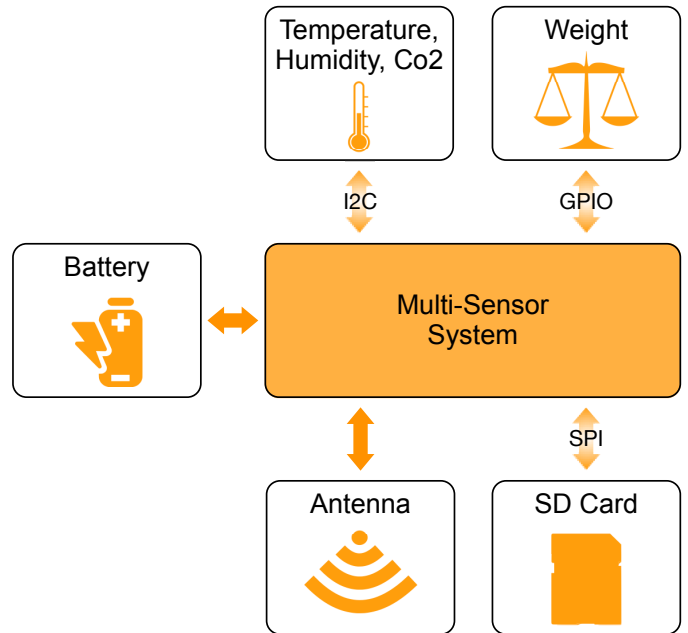 Temperature,
Humidity, Co2
Weight
I2C
GPIO
Battery
Multi-Sensor
System
SPI
Antenna
SD Card